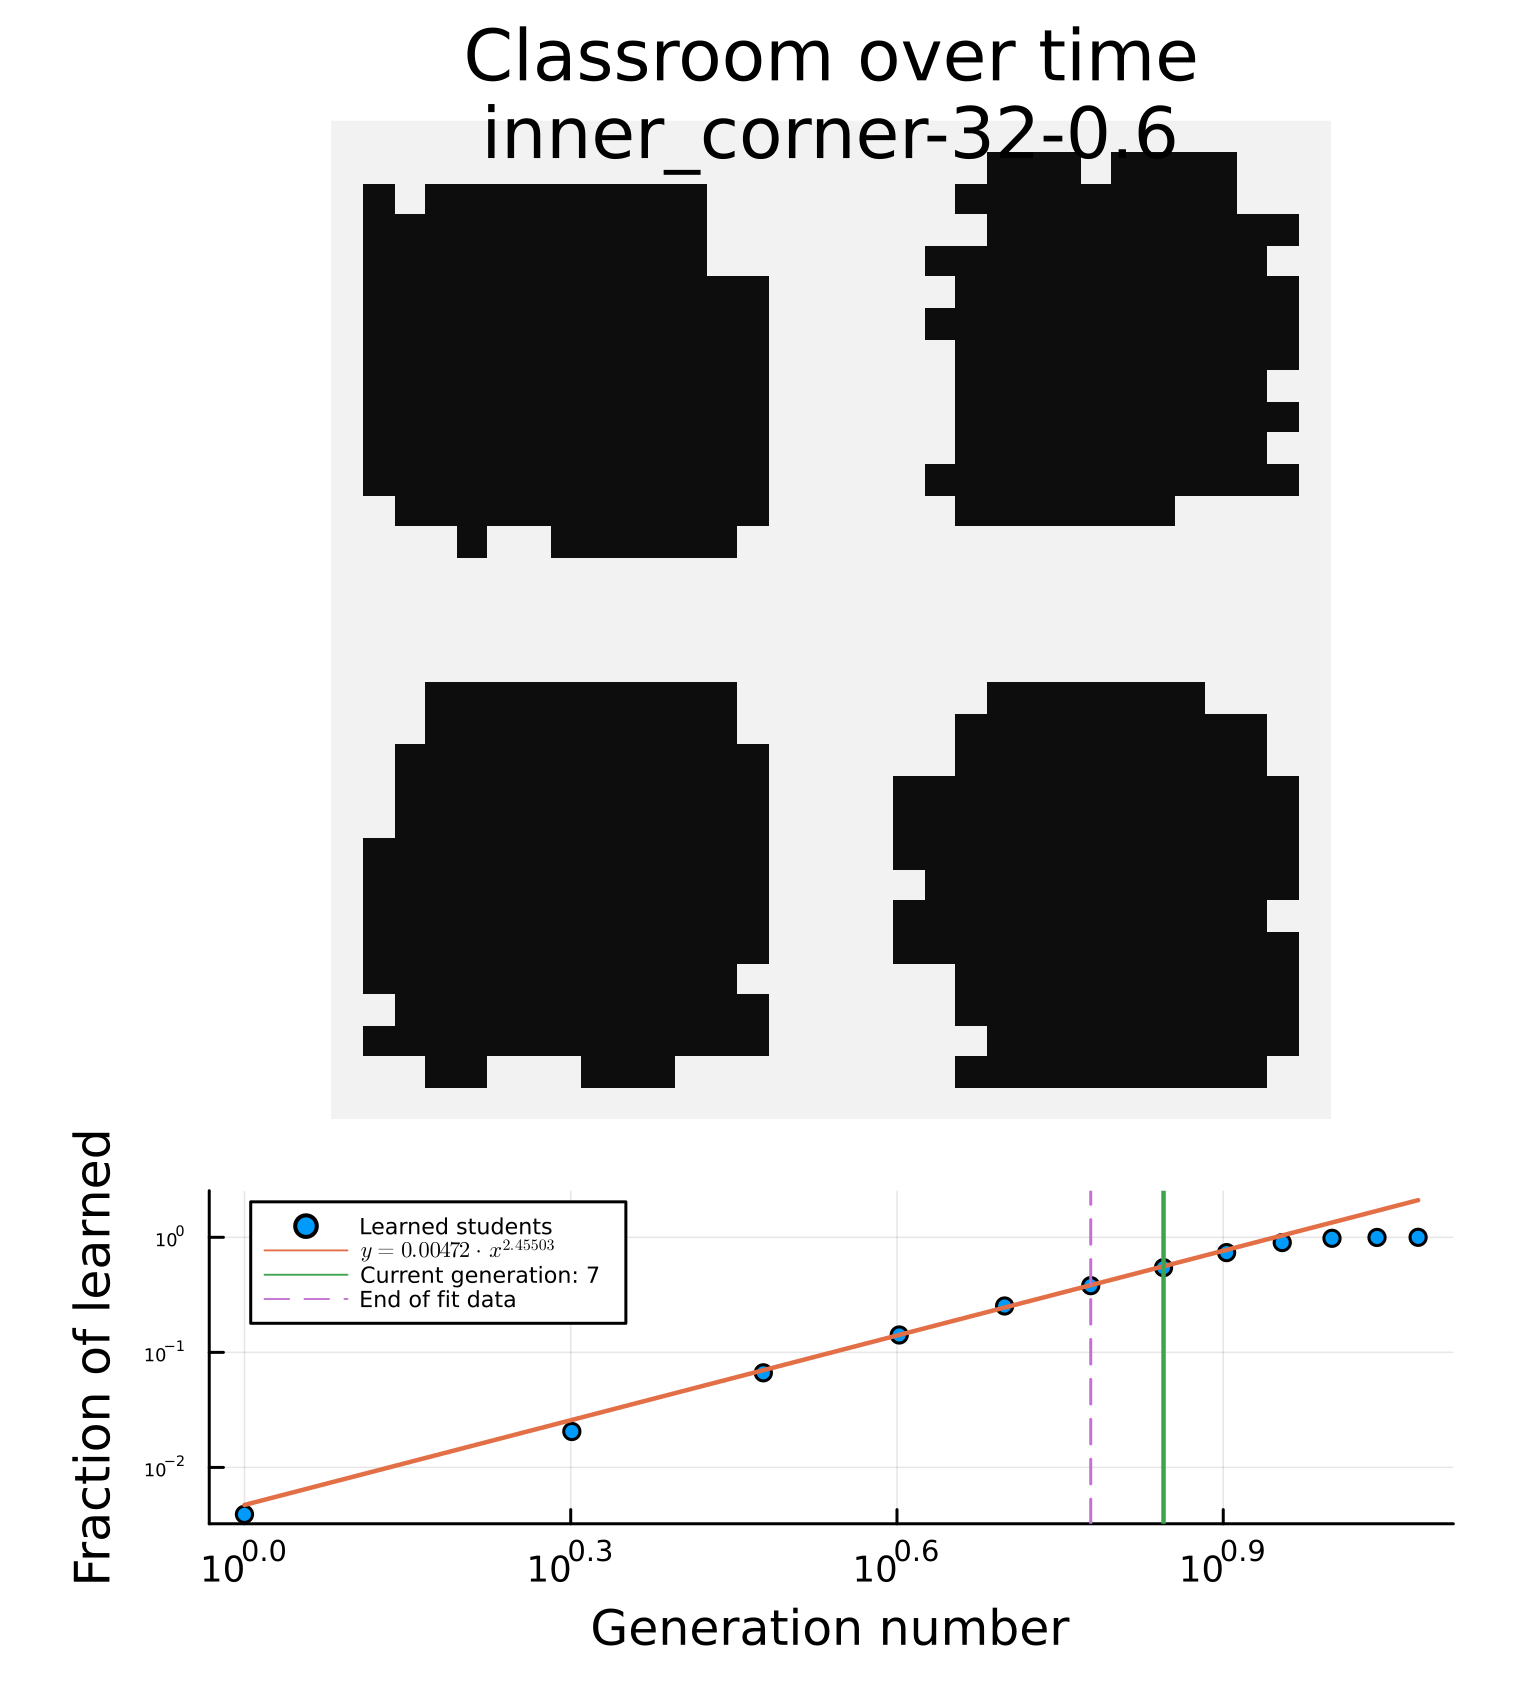 Classroom over time
inner_corner-32-0.6
Fraction of learned
10⁰
10⁻¹
10⁻²
Learned students
y = 0.00472 · x^2.45503
Current generation: 7
End of fit data
10^0.0 10^0.3 10^0.6 10^0.9
Generation number